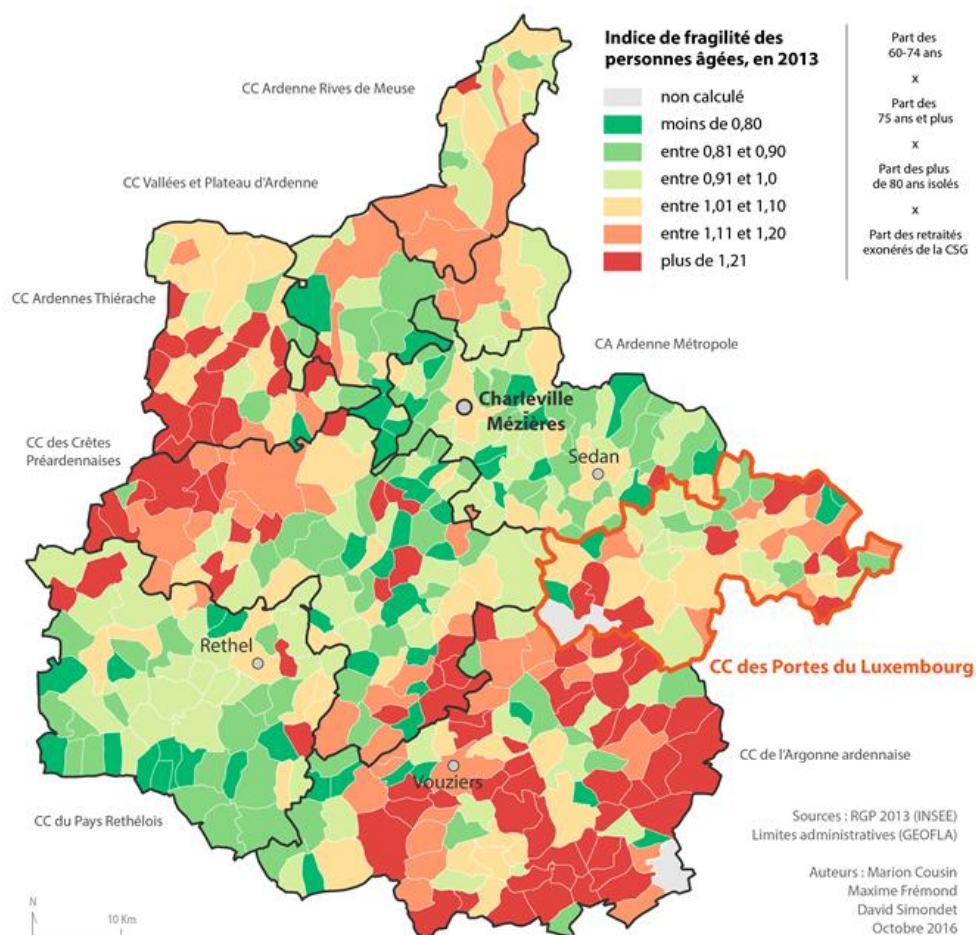 Indice de fragilité des
personnes âgées, en 2013
non calculé
moins de 0,80
entre 0,81 et 0,90
entre 0,91 et 1,0
entre 1,01 et 1,10
entre 1,11 et 1,20
plus de 1,21
Part des
60-74 ans
x
Part des
75 ans et plus
x
Part des plus
de 80 ans isolés
x
Part des retraités
exonérés de la CSG
CC Ardenne Rives de Meuse
CC Vallées et Plateau d'Ardenne
CC Ardennes Thiérache
CA Ardenne Métropole
Charleville
Mézières
CC des Crêtes
Préardennaises
Sedan
Rethel
CC des Portes du Luxembourg
CC de l'Argonne ardennaise
Vouziers
CC du Pays Rethélois
Sources : RGP 2013 (INSEE)
Limites administratives (GEOFLA)
Auteurs : Marion Cousin
Maxime Frémond
David Simondet
Octobre 2016
N
10 Km